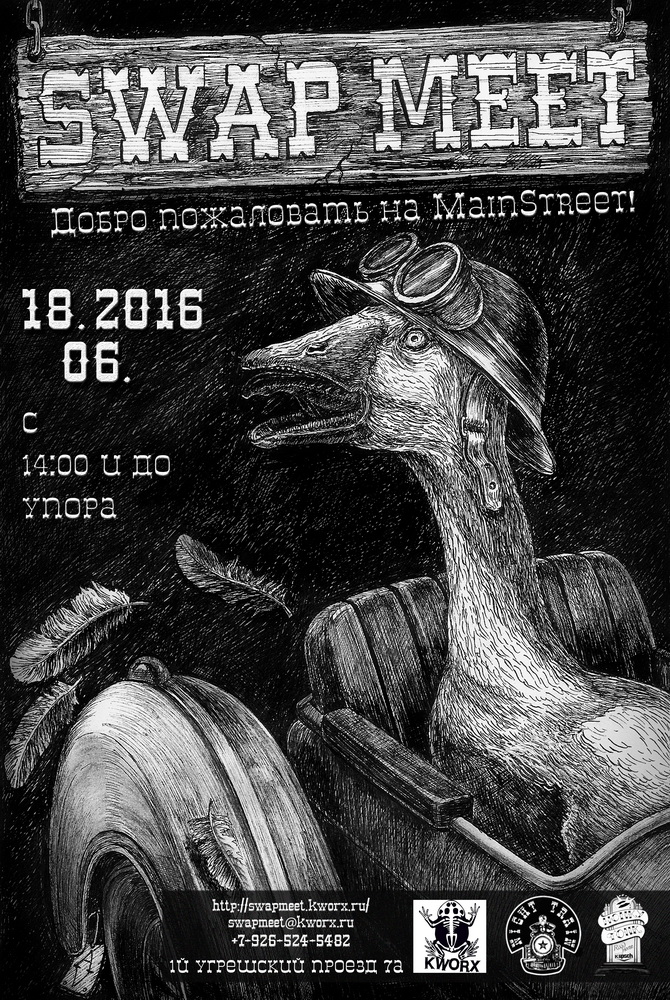 SWAP MEET
Добро пожаловать на MainStreet!
18.2016
06.
С
14:00 и до
упора
http://swapmeet.kworx.ru/
swapmeet@kworx.ru
+7-926-524-5482
1й Угрешский проезд 7а
KWORX
NIGHT TRAIN